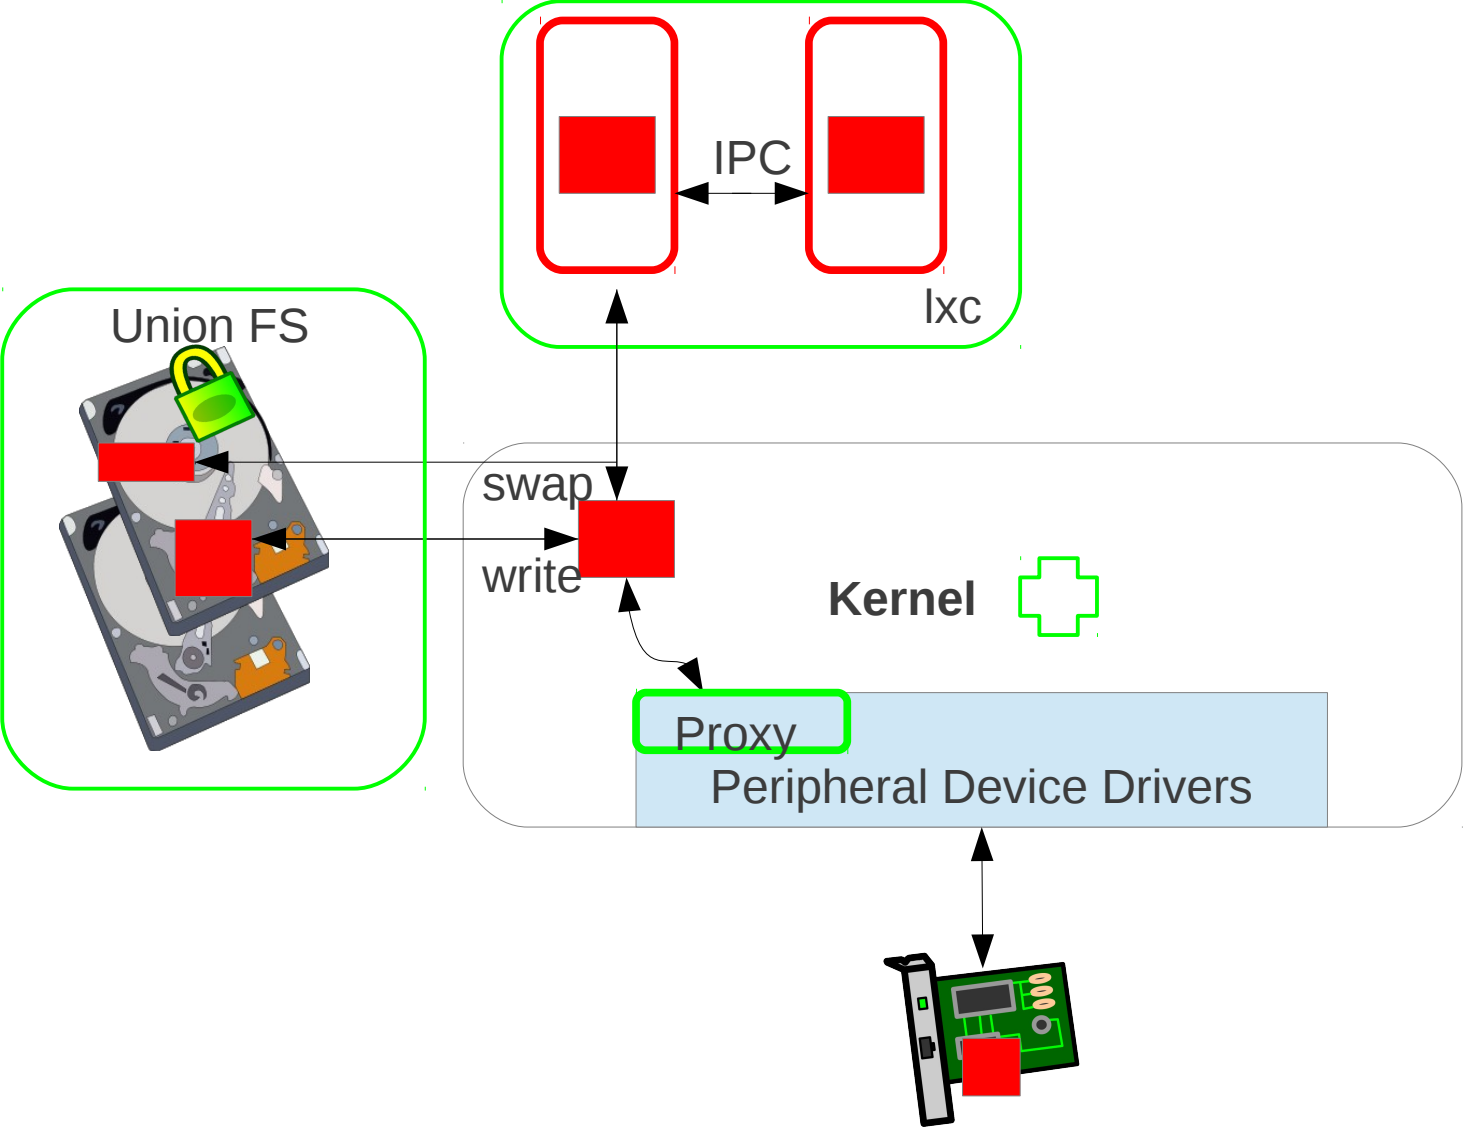 IPC
lxc
Union FS
swap
write
Kernel
Proxy
Peripheral Device Drivers